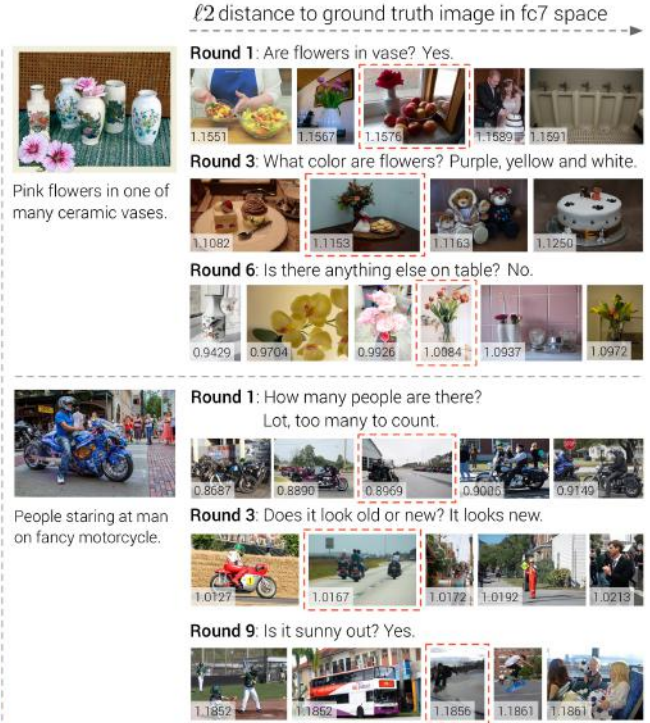 ℓ2 distance to ground truth image in fc7 space
Round 1: Are flowers in vase? Yes.
1.1551 1.1567 1.1576 1.1589 1.1591
Pink flowers in one of
many ceramic vases.
Round 3: What color are flowers? Purple, yellow and white.
1.1082 1.1153 1.1163 1.1250
Round 6: Is there anything else on table? No.
0.9429 0.9704 0.9926 1.0084 1.0937 1.0972
People staring at man
on fancy motorcycle.
Round 1: How many people are there?
Lot, too many to count.
0.8687 0.8890 0.8969 0.9149
Round 3: Does it look old or new? It looks new.
1.0127 1.0167 1.0172 1.0192 1.0213
Round 9: Is it sunny out? Yes.
1.1852 1.1852 1.1856 1.1861 1.1861